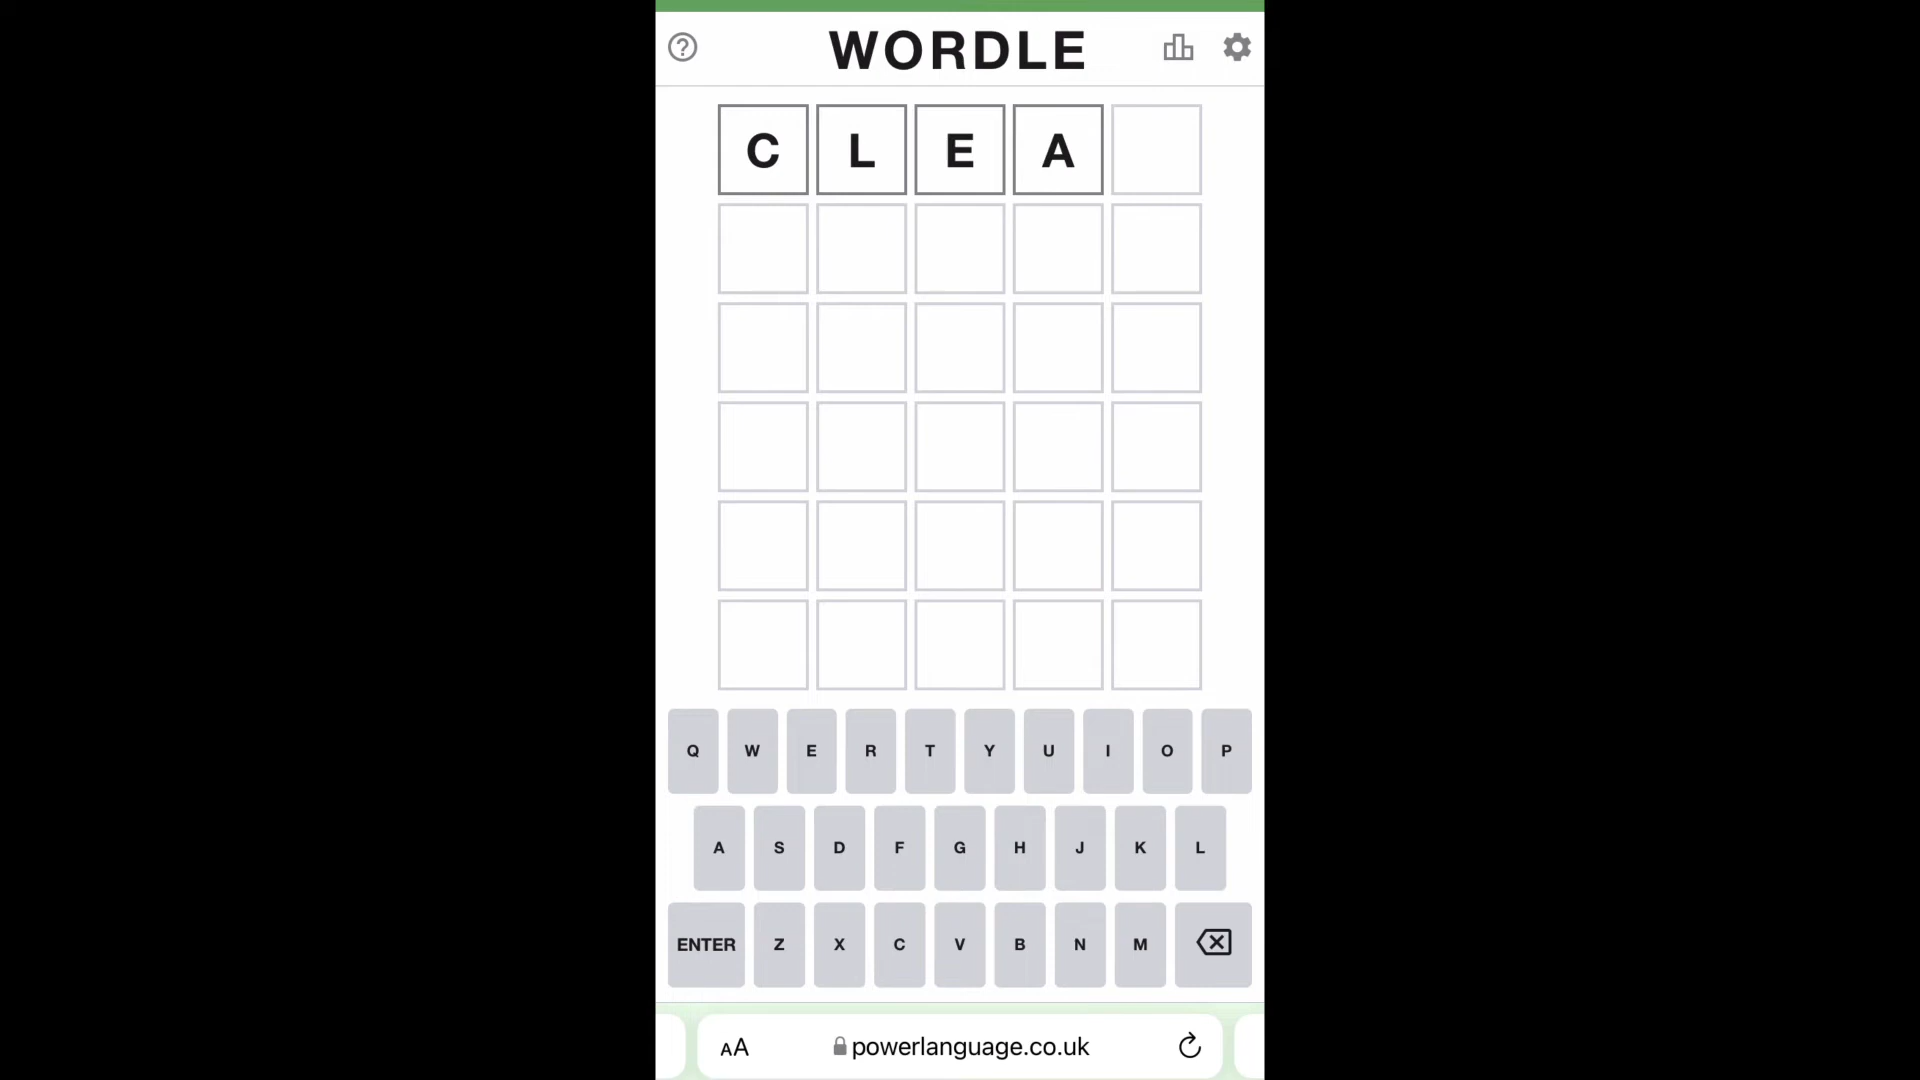 WORDLE
C L E A
Q W E R T Y U I O P
A S D F G H J K L
ENTER Z X C V B N M
AA powerlanguage.co.uk